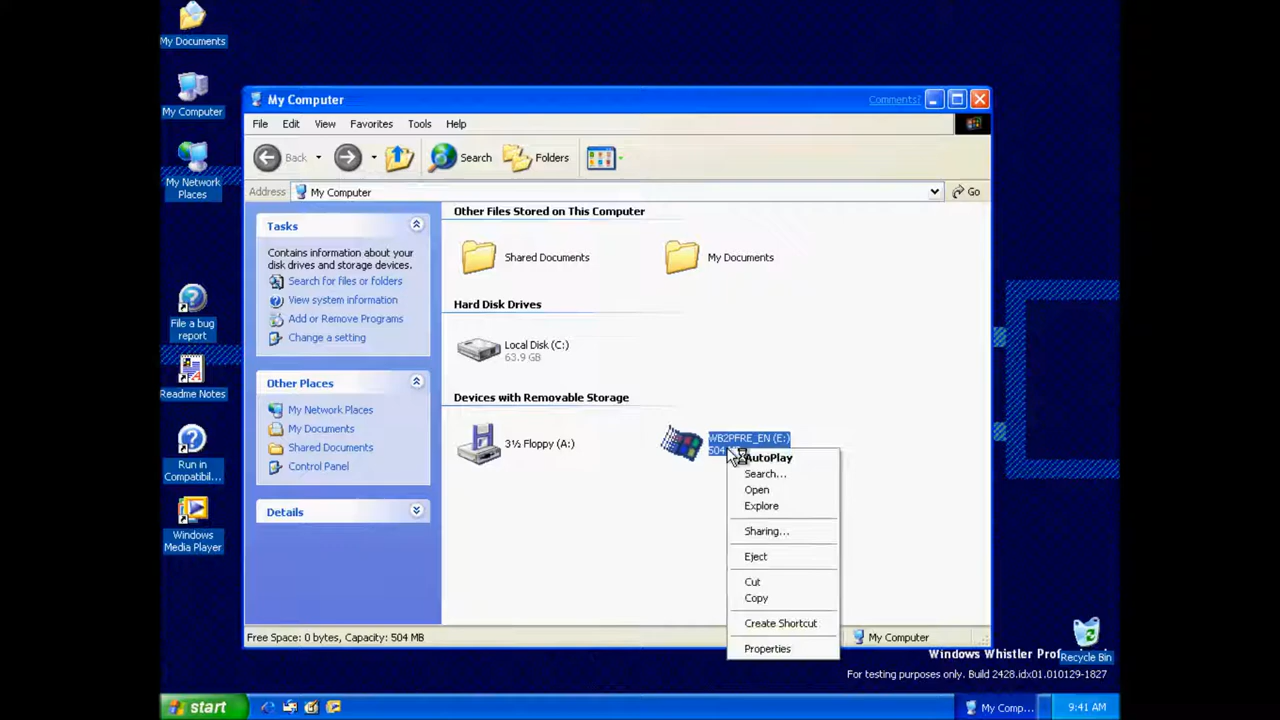 My Documents
My Computer
My Network
Places
File a bug
report
Readme Notes
Run in
Compatibil...
Windows
Media Player
My Computer
Comments?
File Edit View Favorites Tools Help
Back Search Folders
Address My Computer Go
Tasks
Contains information about your
disk drives and storage devices.
Search for files or folders
View system information
Add or Remove Programs
Change a setting
Other Places
My Network Places
My Documents
Shared Documents
Control Panel
Details
Other Files Stored on This Computer
Shared Documents My Documents
Hard Disk Drives
Local Disk (C:)
63.9 GB
Devices with Removable Storage
3½ Floppy (A:)
WB2PFRE_EN (E:)
AutoPlay
Search...
Open
Explore
Sharing...
Eject
Cut
Copy
Create Shortcut
Properties
Free Space: 0 bytes, Capacity: 504 MB
My Computer
Recycle Bin
Windows Whistler
For testing purposes only. Build 2428.idx01.010129-1827
start
My Comp...
9:41 AM